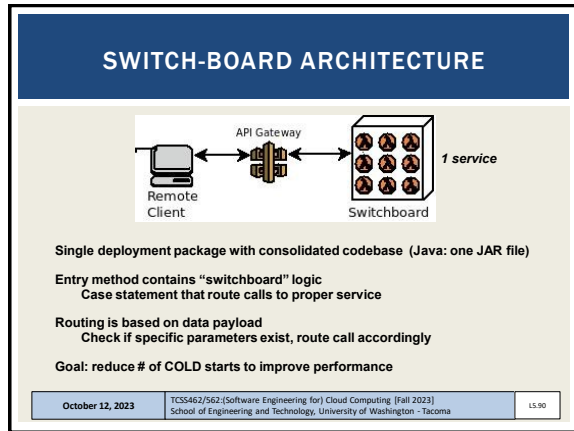 SWITCH-BOARD ARCHITECTURE
API Gateway
1 service
Remote
Client
Switchboard
Single deployment package with consolidated codebase (Java: one JAR file)
Entry method contains “switchboard” logic
Case statement that route calls to proper service
Routing is based on data payload
Check if specific parameters exist, route call accordingly
Goal: reduce # of COLD starts to improve performance
October 12, 2023
TCSS462/562:(Software Engineering for) Cloud Computing [Fall 2023]
School of Engineering and Technology, University of Washington - Tacoma
L5.90